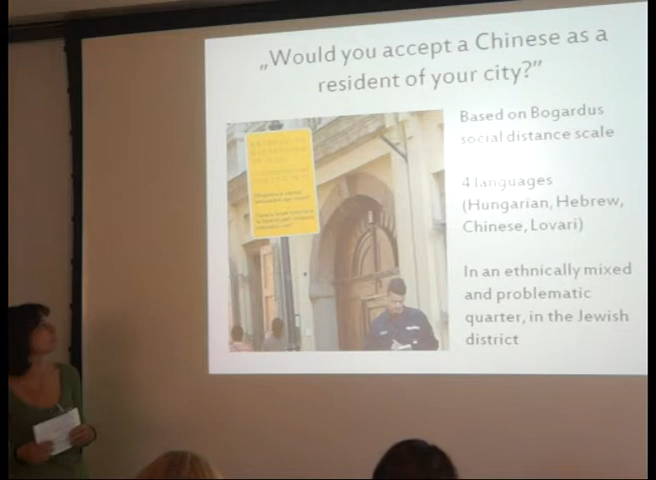 „Would you accept a Chinese as a
resident of your city?”
Based on Bogardus
social distance scale
4 languages
(Hungarian, Hebrew,
Chinese, Lovari)
In an ethnically mixed
and problematic
quarter, in the Jewish
district